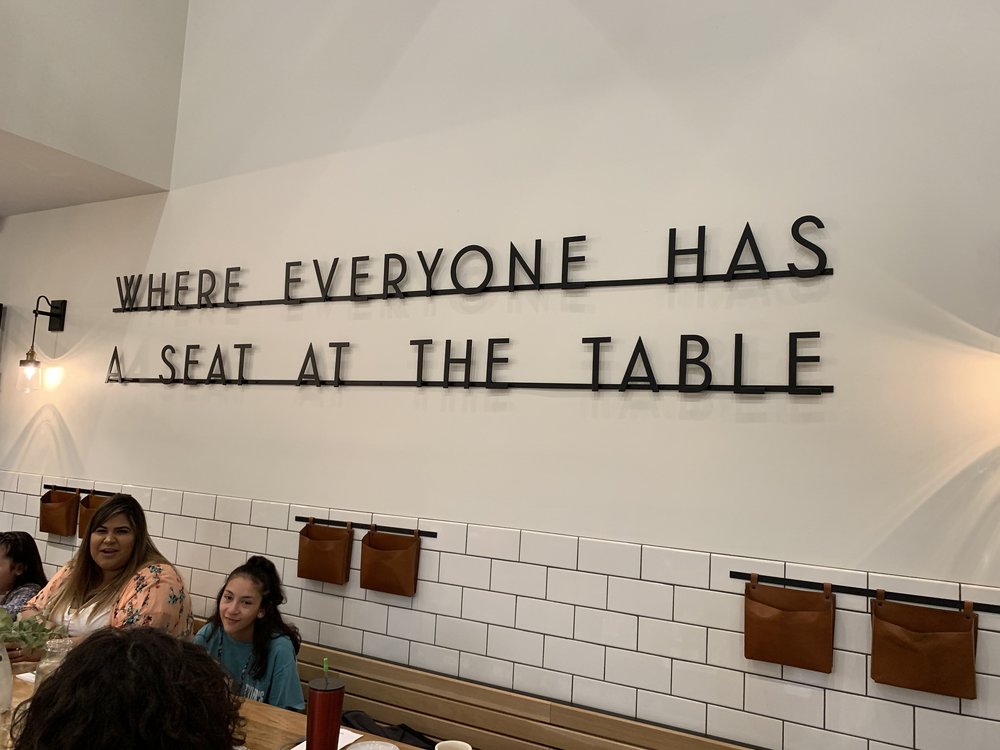 WHERE EVERYONE HAS
A SEAT AT THE TABLE